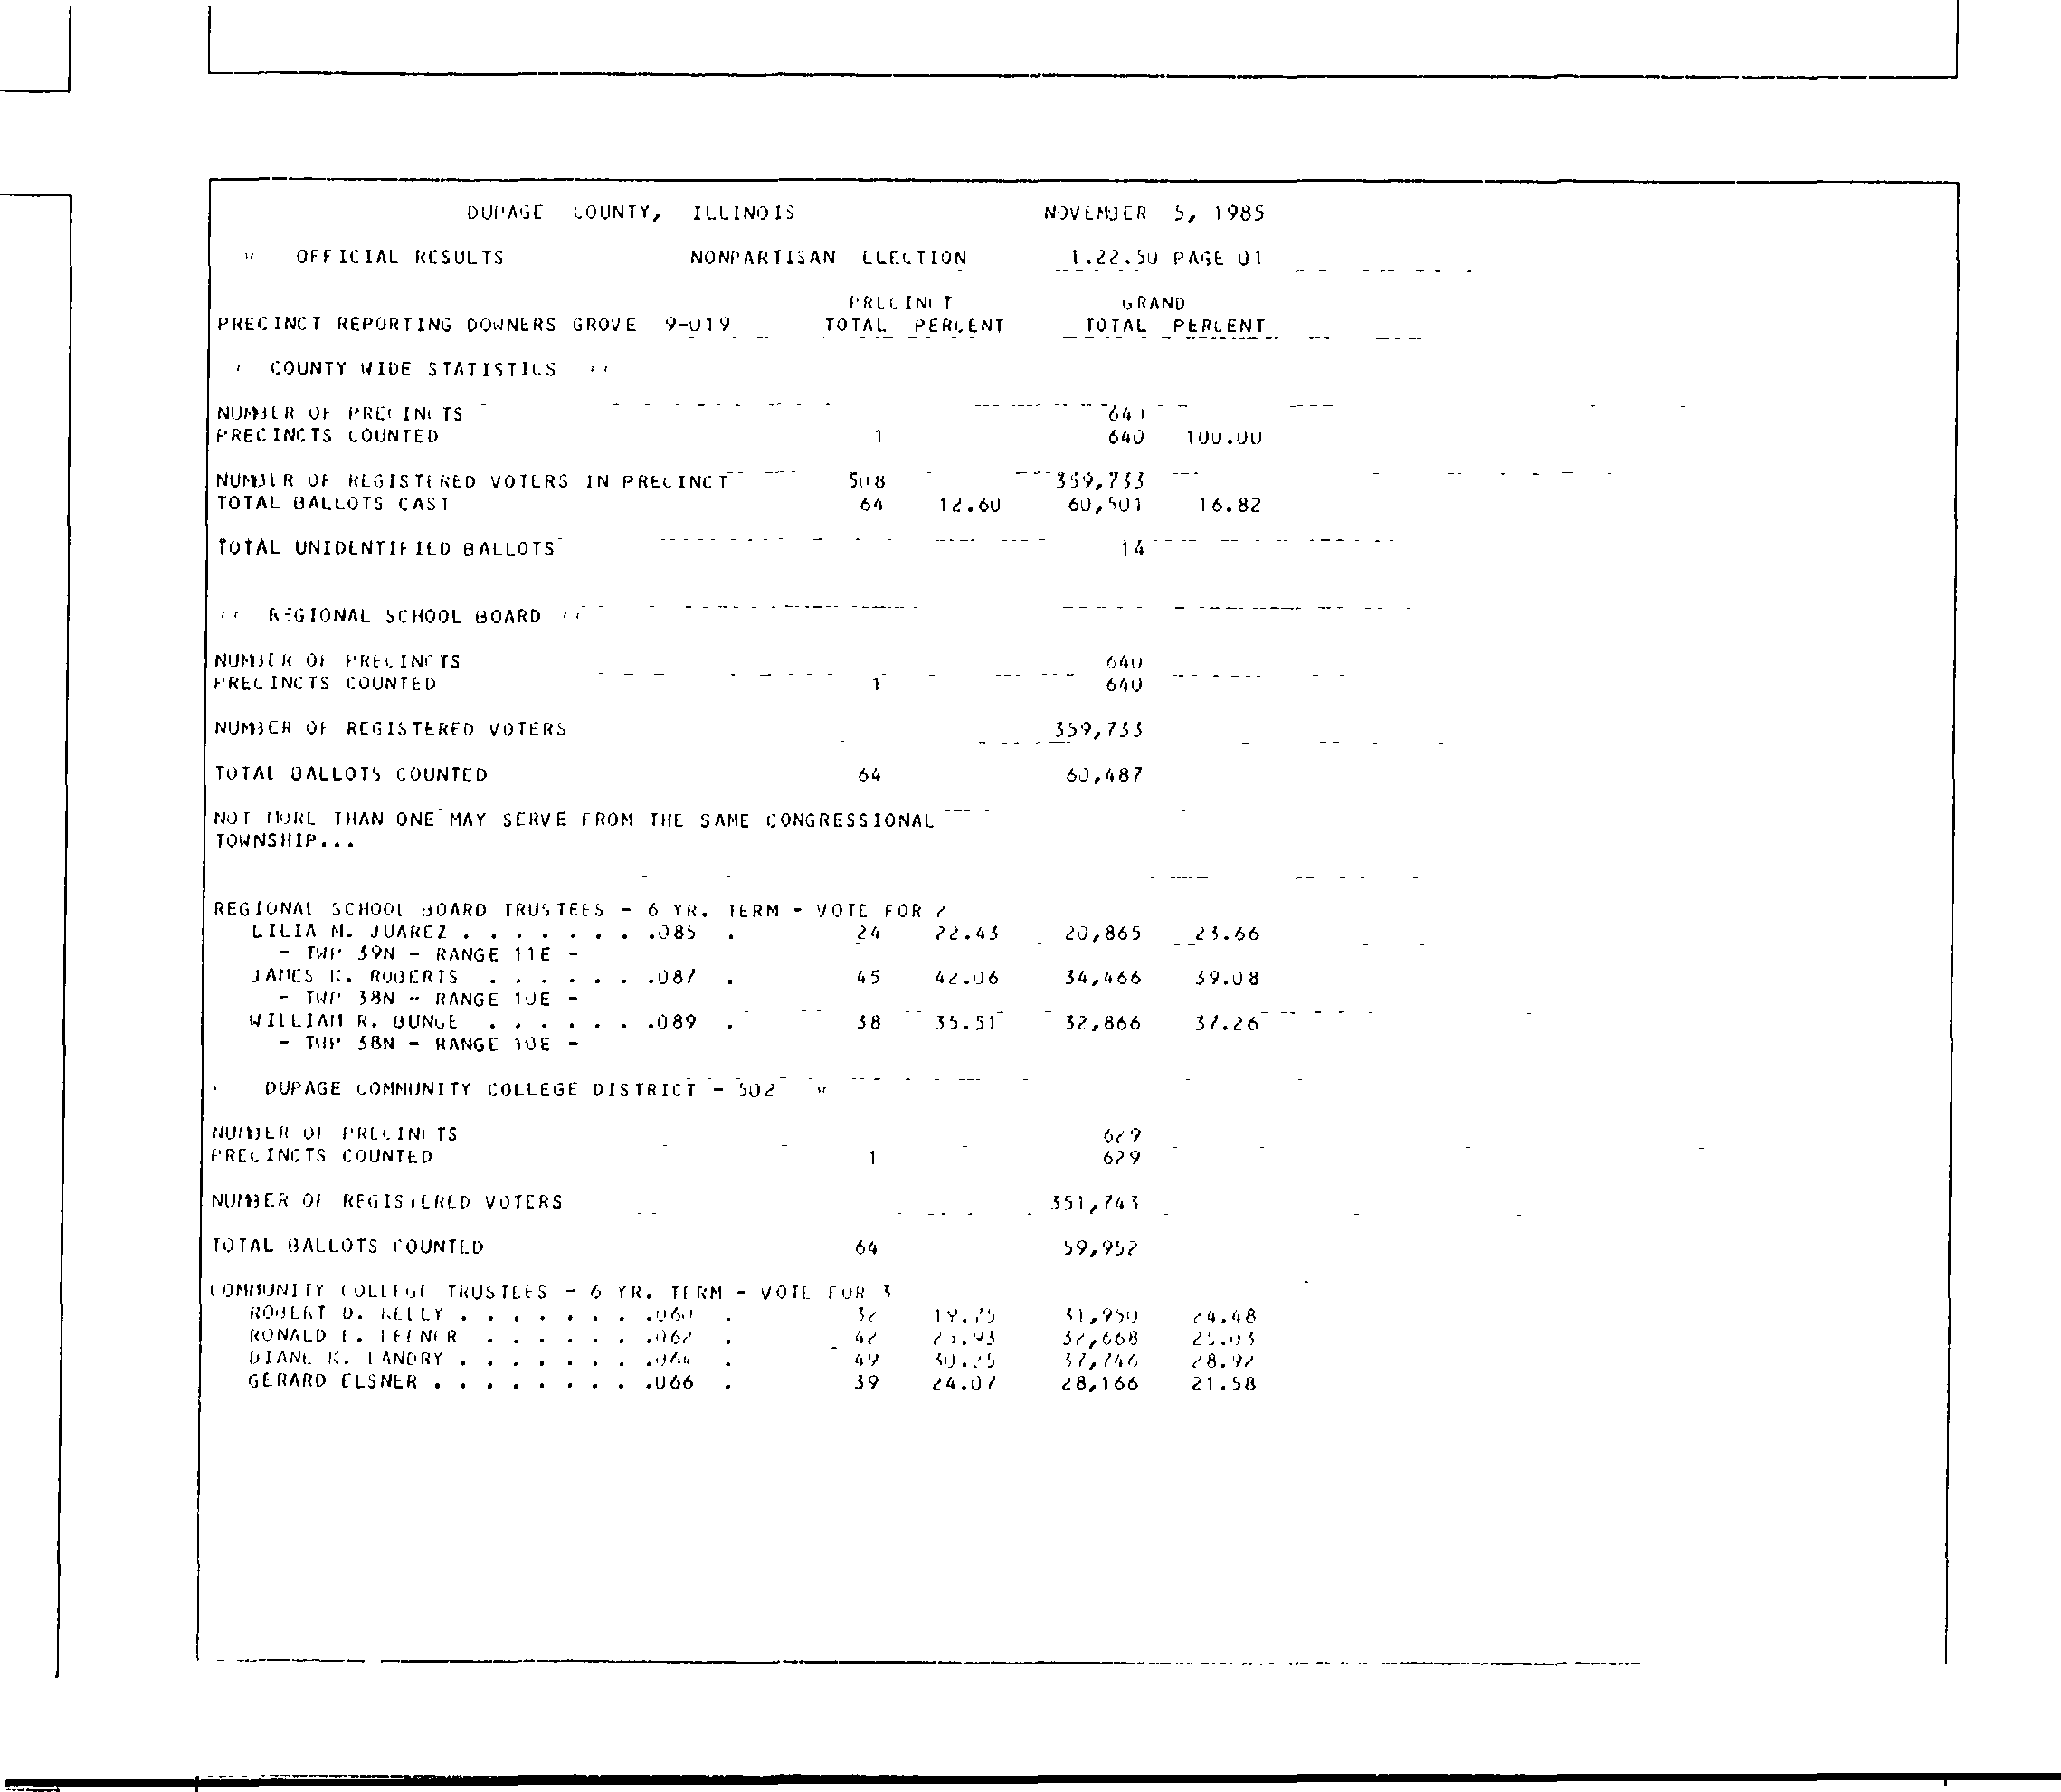 DUPAGE COUNTY, ILLINOIS NOVEMBER 5, 1985
OFFICIAL RESULTS NONPARTISAN ELECTION 1.22.50 PAGE 01
PRECINCT GRAND
PRECINCT REPORTING DOWNERS GROVE 9-019 TOTAL PERCENT TOTAL PERCENT
COUNTY WIDE STATISTICS
NUMBER OF PRECINCTS 640
PRECINCTS COUNTED 1 640 100.00
NUMBER OF REGISTERED VOTERS IN PRECINCT 508 359,733
TOTAL BALLOTS CAST 64 12.60 60,501 16.82
TOTAL UNIDENTIFIED BALLOTS 14
REGIONAL SCHOOL BOARD
NUMBER OF PRECINCTS 640
PRECINCTS COUNTED 1 640
NUMBER OF REGISTERED VOTERS 359,733
TOTAL BALLOTS COUNTED 64 60,487
NOT MORE THAN ONE MAY SERVE FROM THE SAME CONGRESSIONAL
TOWNSHIP...
REGIONAL SCHOOL BOARD TRUSTEES - 6 YR. TERM - VOTE FOR 2
LILIA M. JUAREZ . . . . . . . .085 . 24 22.43 20,865 23.66
- TWP 39N - RANGE 11E -
JAMES R. ROBERTS . . . . . . .087 . 45 42.06 34,466 39.08
- TWP 38N - RANGE 10E -
WILLIAM R. BUNGE . . . . . . .089 . 38 35.51 32,866 37.26
- TWP 38N - RANGE 10E -
DUPAGE COMMUNITY COLLEGE DISTRICT - 502
NUMBER OF PRECINCTS 629
PRECINCTS COUNTED 1 629
NUMBER OF REGISTERED VOTERS 351,743
TOTAL BALLOTS COUNTED 64 59,952
COMMUNITY COLLEGE TRUSTEES - 6 YR. TERM - VOTE FOR 3
ROBERT D. KELLY . . . . . . . .060 . 32 19.75 31,950 24.48
RONALD E. . . . . . . .062 . 42 25.93 32,668 25.03
DIANE K. LANDRY . . . . . . . .064 . 49 30.25 37,746 28.92
GERARD ELSNER . . . . . . . . .066 . 39 24.07 28,166 21.58